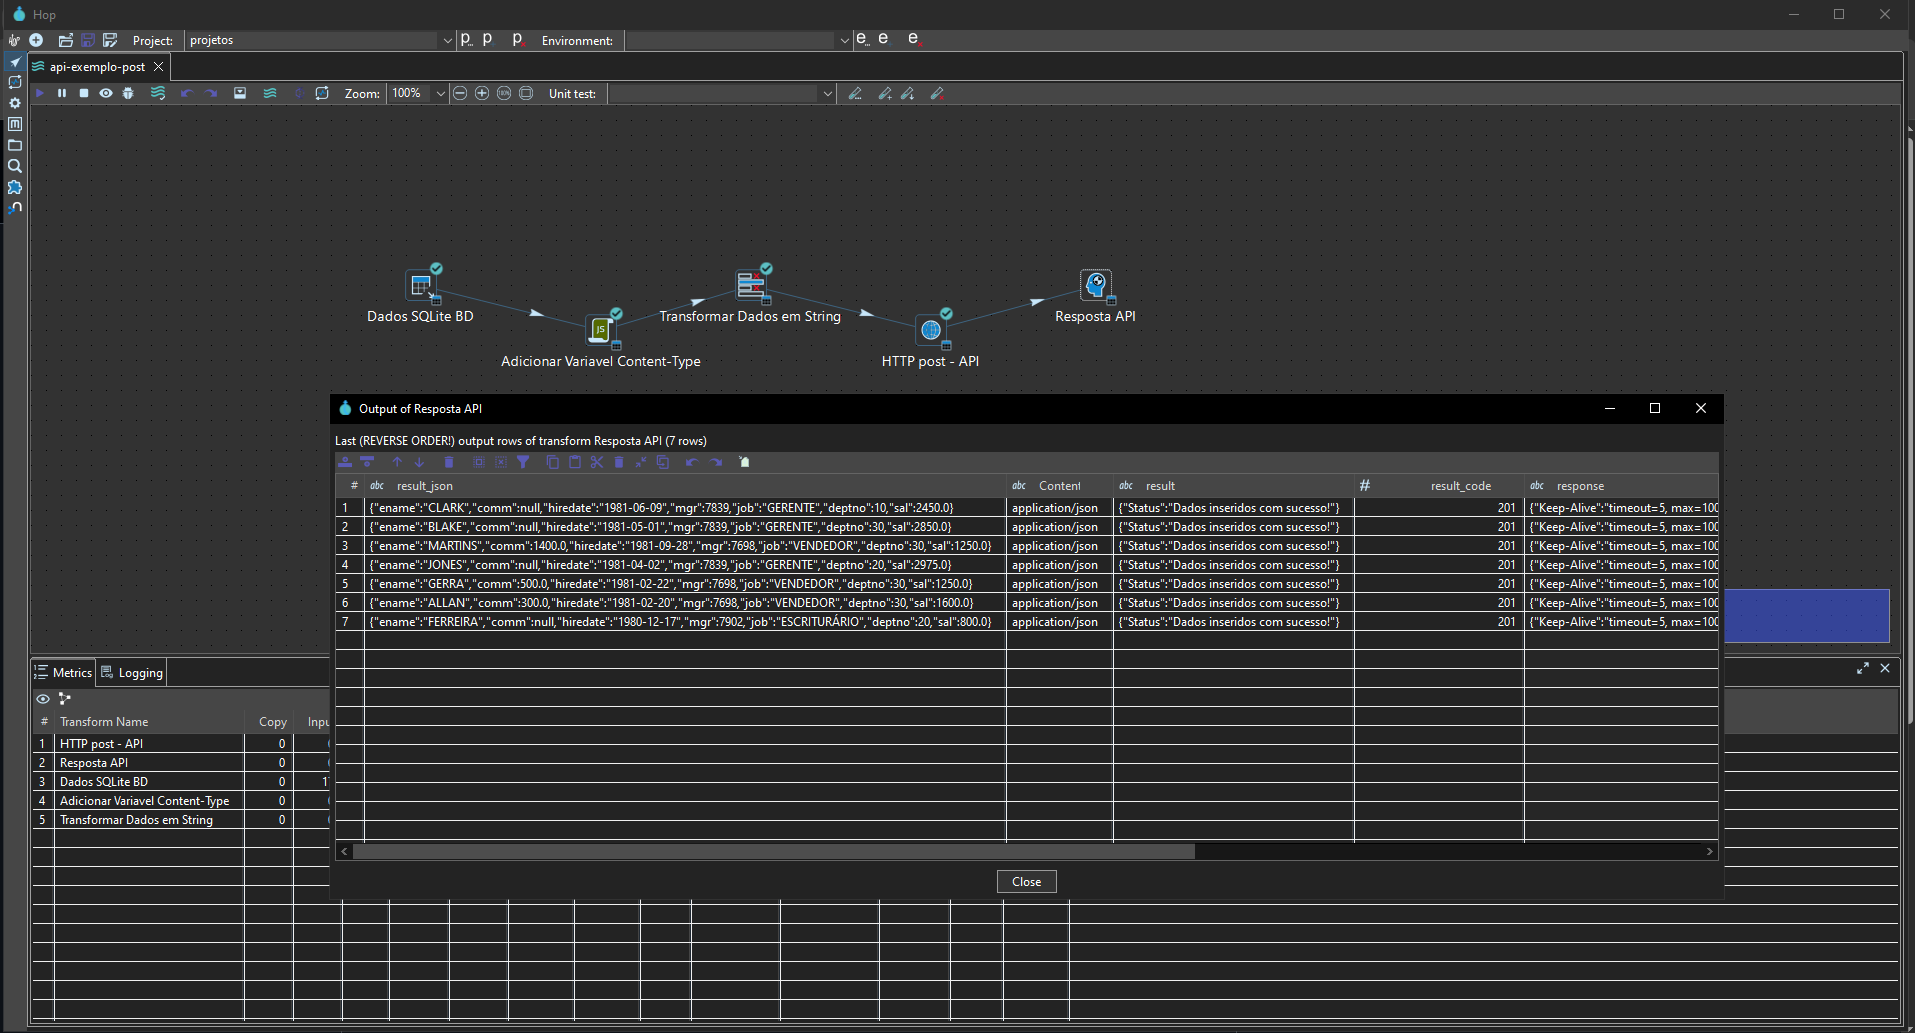 Hop
Project: projetos Environment:
api-exemplo-post
Zoom: 100% Unit test:
Dados SQLite BD
Adicionar Variavel Content-Type
Transformar Dados em String
HTTP post - API
Resposta API
Output of Resposta API
Last (REVERSE ORDER!) output rows of transform Resposta API (7 rows)
# abc result_json abc Content abc result # result_code abc response
1 {"ename":"CLARK","comm":null,"hiredate":"1981-06-09","mgr":7839,"job":"GERENTE","deptno":10,"sal":2450.0} application/json {"Status":"Dados inseridos com sucesso!"} 201 {"Keep-Alive":"timeout=5, max=100
2 {"ename":"BLAKE","comm":null,"hiredate":"1981-05-01","mgr":7839,"job":"GERENTE","deptno":30,"sal":2850.0} application/json {"Status":"Dados inseridos com sucesso!"} 201 {"Keep-Alive":"timeout=5, max=100
3 {"ename":"MARTINS","comm":1400.0,"hiredate":"1981-09-28","mgr":7698,"job":"VENDEDOR","deptno":30,"sal":1250.0} application/json {"Status":"Dados inseridos com sucesso!"} 201 {"Keep-Alive":"timeout=5, max=100
4 {"ename":"JONES","comm":null,"hiredate":"1981-04-02","mgr":7839,"job":"GERENTE","deptno":20,"sal":2975.0} application/json {"Status":"Dados inseridos com sucesso!"} 201 {"Keep-Alive":"timeout=5, max=100
5 {"ename":"GERRA","comm":500.0,"hiredate":"1981-02-22","mgr":7698,"job":"VENDEDOR","deptno":30,"sal":1250.0} application/json {"Status":"Dados inseridos com sucesso!"} 201 {"Keep-Alive":"timeout=5, max=100
6 {"ename":"ALLAN","comm":300.0,"hiredate":"1981-02-20","mgr":7698,"job":"VENDEDOR","deptno":30,"sal":1600.0} application/json {"Status":"Dados inseridos com sucesso!"} 201 {"Keep-Alive":"timeout=5, max=100
7 {"ename":"FERREIRA","comm":null,"hiredate":"1980-12-17","mgr":7902,"job":"ESCRITURÁRIO","deptno":20,"sal":800.0} application/json {"Status":"Dados inseridos com sucesso!"} 201 {"Keep-Alive":"timeout=5, max=100
Close
Metrics Logging
# Transform Name Copy Inpu
1 HTTP post - API 0
2 Resposta API 0
3 Dados SQLite BD 0 1
4 Adicionar Variavel Content-Type 0
5 Transformar Dados em String 0